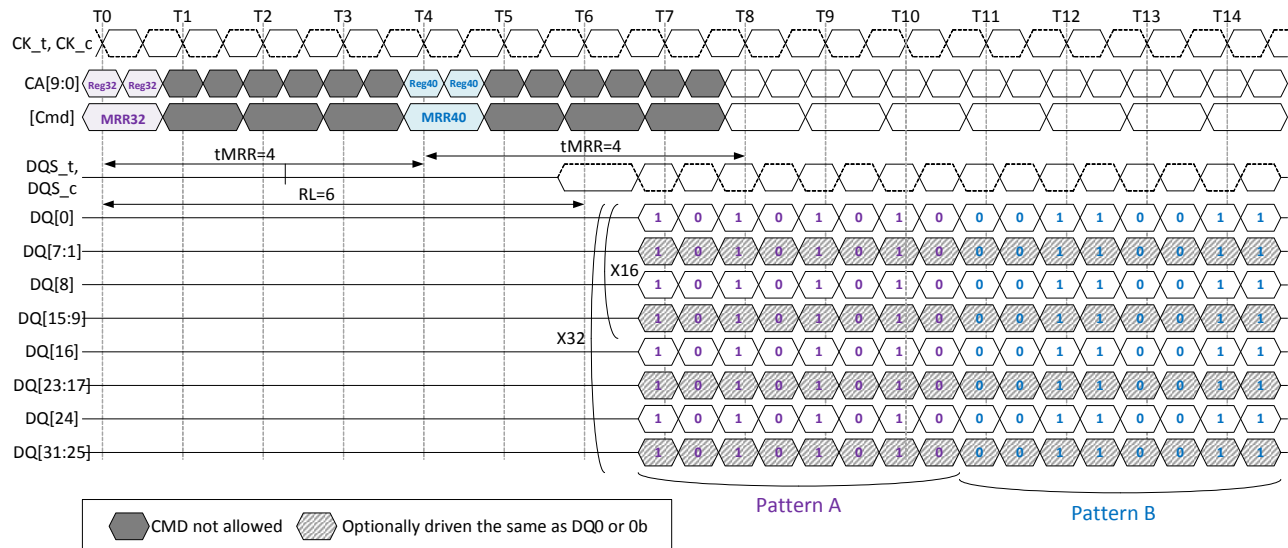 T0 T1 T2 T3 T4 T5 T6 T7 T8 T9 T10 T11 T12 T13 T14
CK_t, CK_c
CA[9:0] Reg32 Reg32 Reg40 Reg40
[Cmd] MRR32 MRR40
tMRR=4 tMRR=4
DQS_t,
DQS_c
RL=6
DQ[0] 1 0 1 0 1 0 1 0 0 0 1 1 0 0 1 1
DQ[7:1] 1 0 1 0 1 0 1 0 0 0 1 1 0 0 1 1
X16
DQ[8] 1 0 1 0 1 0 1 0 0 0 1 1 0 0 1 1
DQ[15:9] 1 0 1 0 1 0 1 0 0 0 1 1 0 0 1 1
X32
DQ[16] 1 0 1 0 1 0 1 0 0 0 1 1 0 0 1 1
DQ[23:17] 1 0 1 0 1 0 1 0 0 0 1 1 0 0 1 1
DQ[24] 1 0 1 0 1 0 1 0 0 0 1 1 0 0 1 1
DQ[31:25] 1 0 1 0 1 0 1 0 0 0 1 1 0 0 1 1
Pattern A Pattern B
CMD not allowed Optionally driven the same as DQ0 or 0b